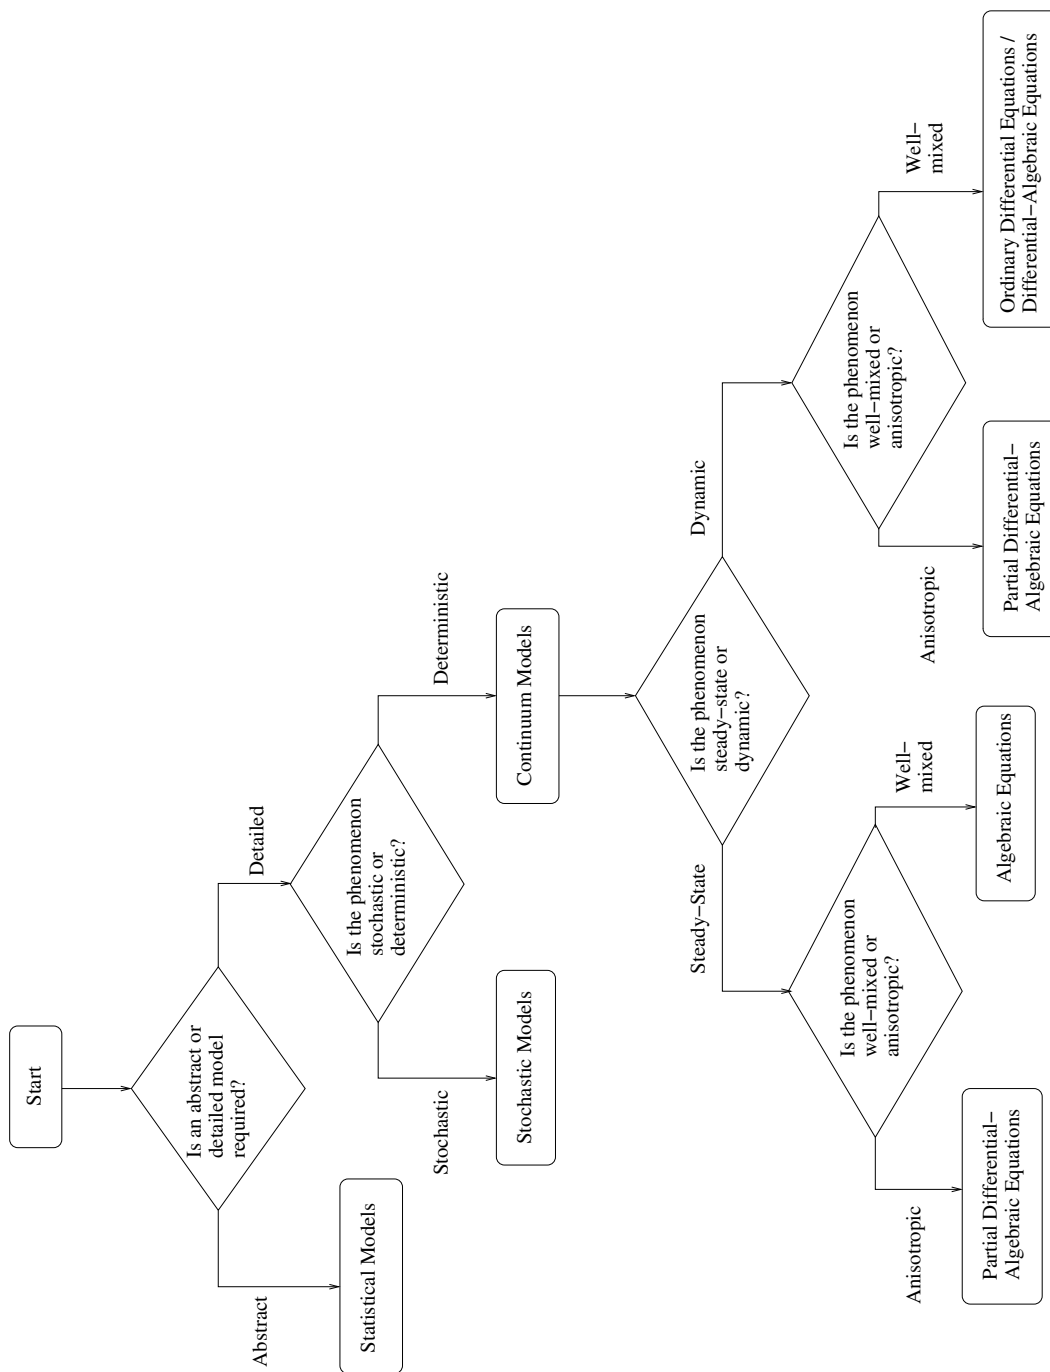 Start
Is an abstract or
detailed model
required?
Abstract
Detailed
Statistical Models
Is the phenomenon
stochastic or
deterministic?
Stochastic
Deterministic
Stochastic Models
Continuum Models
Is the phenomenon
steady–state or
dynamic?
Steady–State
Dynamic
Is the phenomenon
well–mixed or
anisotropic?
Is the phenomenon
well–mixed or
anisotropic?
Anisotropic
Well–
mixed
Anisotropic
Well–
mixed
Partial Differential–
Algebraic Equations
Algebraic Equations
Partial Differential–
Algebraic Equations
Ordinary Differential Equations /
Differential–Algebraic Equations